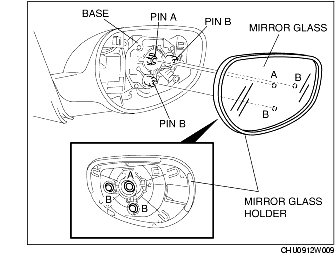 BASE
PIN A
PIN B
MIRROR GLASS
A
B
B
PIN B
A
B
B
MIRROR GLASS
HOLDER
CHU0912W009